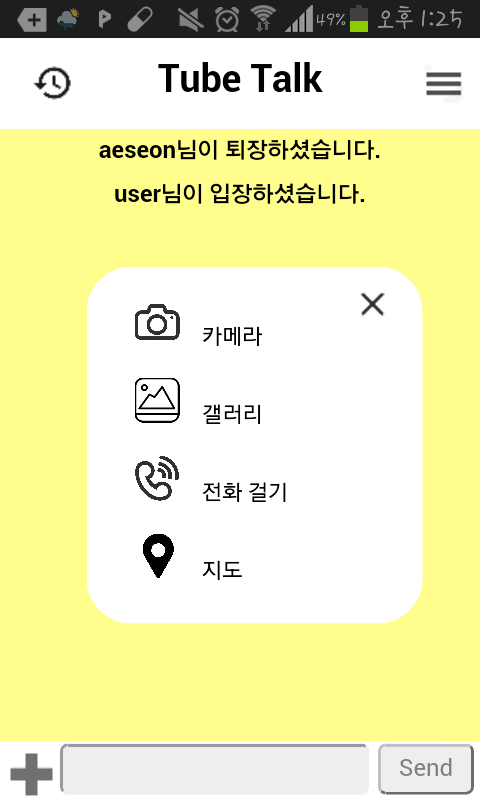 49% 오후 1:25
Tube Talk
aeseon님이 퇴장하셨습니다.
user님이 입장하셨습니다.
카메라
갤러리
전화 걸기
지도
Send